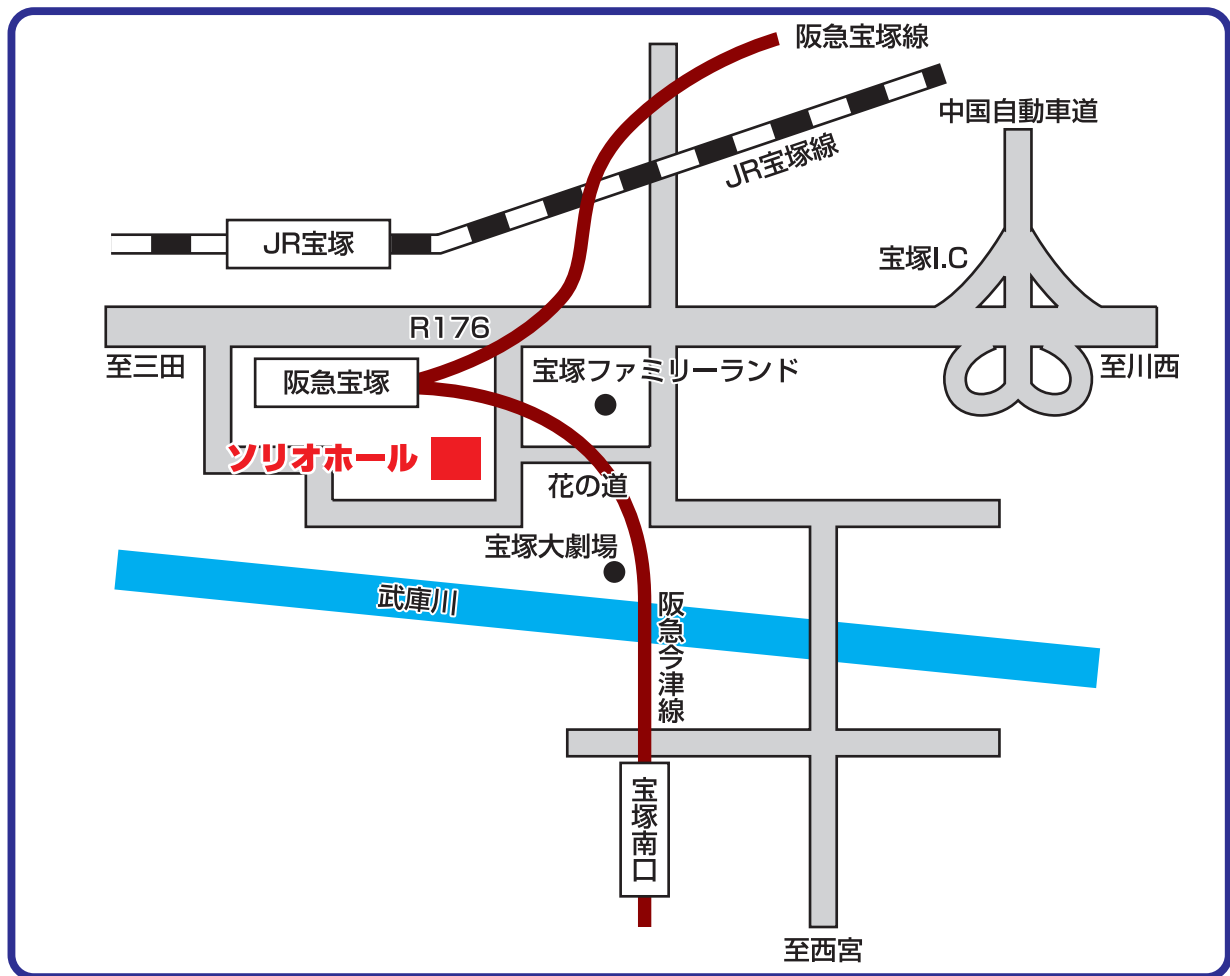 阪急宝塚線
中国自動車道
JR宝塚線
JR宝塚
宝塚I.C
R176
至三田
阪急宝塚
宝塚ファミリーランド
至川西
ソリオホール
花の道
宝塚大劇場
武庫川
阪急今津線
宝塚南口
至西宮